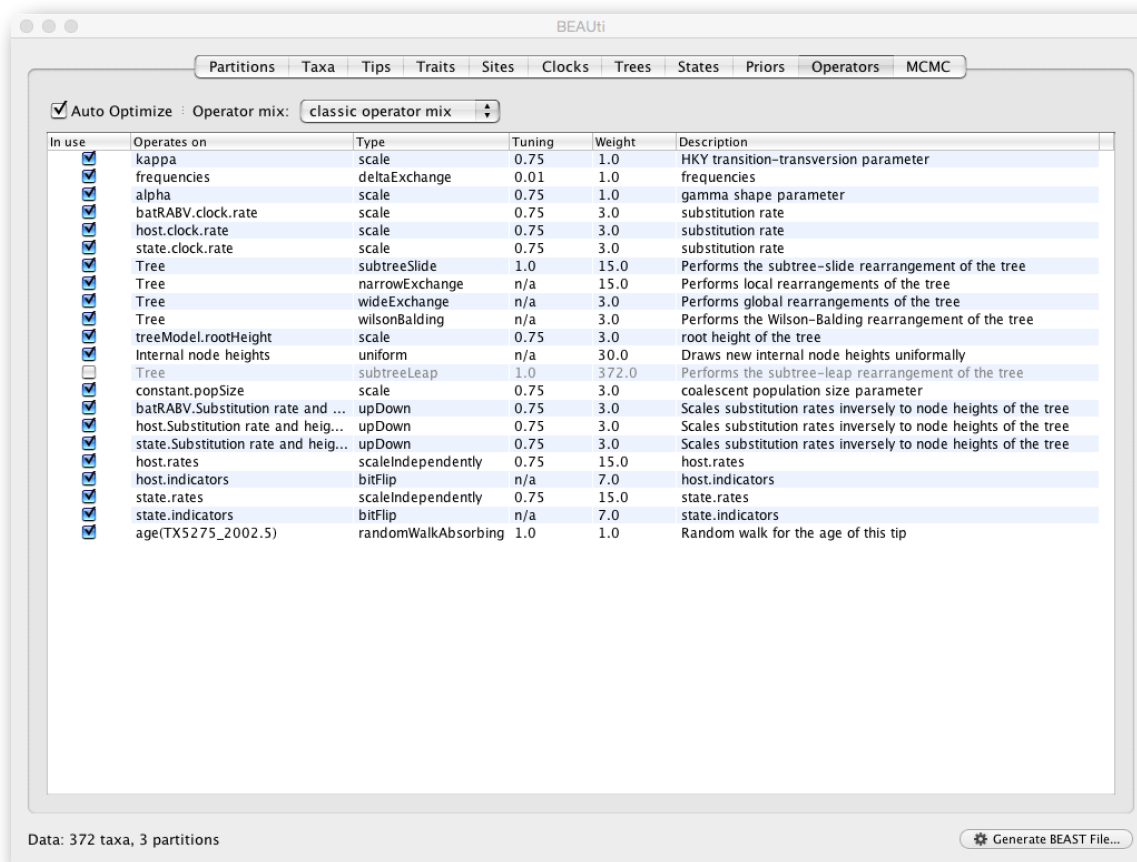 BEAUti
Partitions Taxa Tips Traits Sites Clocks Trees States Priors Operators MCMC
Auto Optimize Operator mix: classic operator mix
In use Operates on Type Tuning Weight Description
kappa scale 0.75 1.0 HKY transition-transversion parameter
frequencies deltaExchange 0.01 1.0 frequencies
alpha scale 0.75 1.0 gamma shape parameter
batRABV.clock.rate scale 0.75 3.0 substitution rate
host.clock.rate scale 0.75 3.0 substitution rate
state.clock.rate scale 0.75 3.0 substitution rate
Tree subtreeSlide 1.0 15.0 Performs the subtree-slide rearrangement of the tree
Tree narrowExchange n/a 15.0 Performs local rearrangements of the tree
Tree wideExchange n/a 3.0 Performs global rearrangements of the tree
Tree wilsonBalding n/a 3.0 Performs the Wilson-Balding rearrangement of the tree
treeModel.rootHeight scale 0.75 3.0 root height of the tree
Internal node heights uniform n/a 30.0 Draws new internal node heights uniformally
Tree subtreeLeap 1.0 372.0 Performs the subtree-leap rearrangement of the tree
constant.popSize scale 0.75 3.0 coalescent population size parameter
batRABV.Substitution rate and ... upDown 0.75 3.0 Scales substitution rates inversely to node heights of the tree
host.Substitution rate and heig... upDown 0.75 3.0 Scales substitution rates inversely to node heights of the tree
state.Substitution rate and heig... upDown 0.75 3.0 Scales substitution rates inversely to node heights of the tree
host.rates scaleIndependently 0.75 15.0 host.rates
host.indicators bitFlip n/a 7.0 host.indicators
state.rates scaleIndependently 0.75 15.0 state.rates
state.indicators bitFlip n/a 7.0 state.indicators
age(TX5275_2002.5) randomWalkAbsorbing 1.0 1.0 Random walk for the age of this tip
Data: 372 taxa, 3 partitions Generate BEAST File...